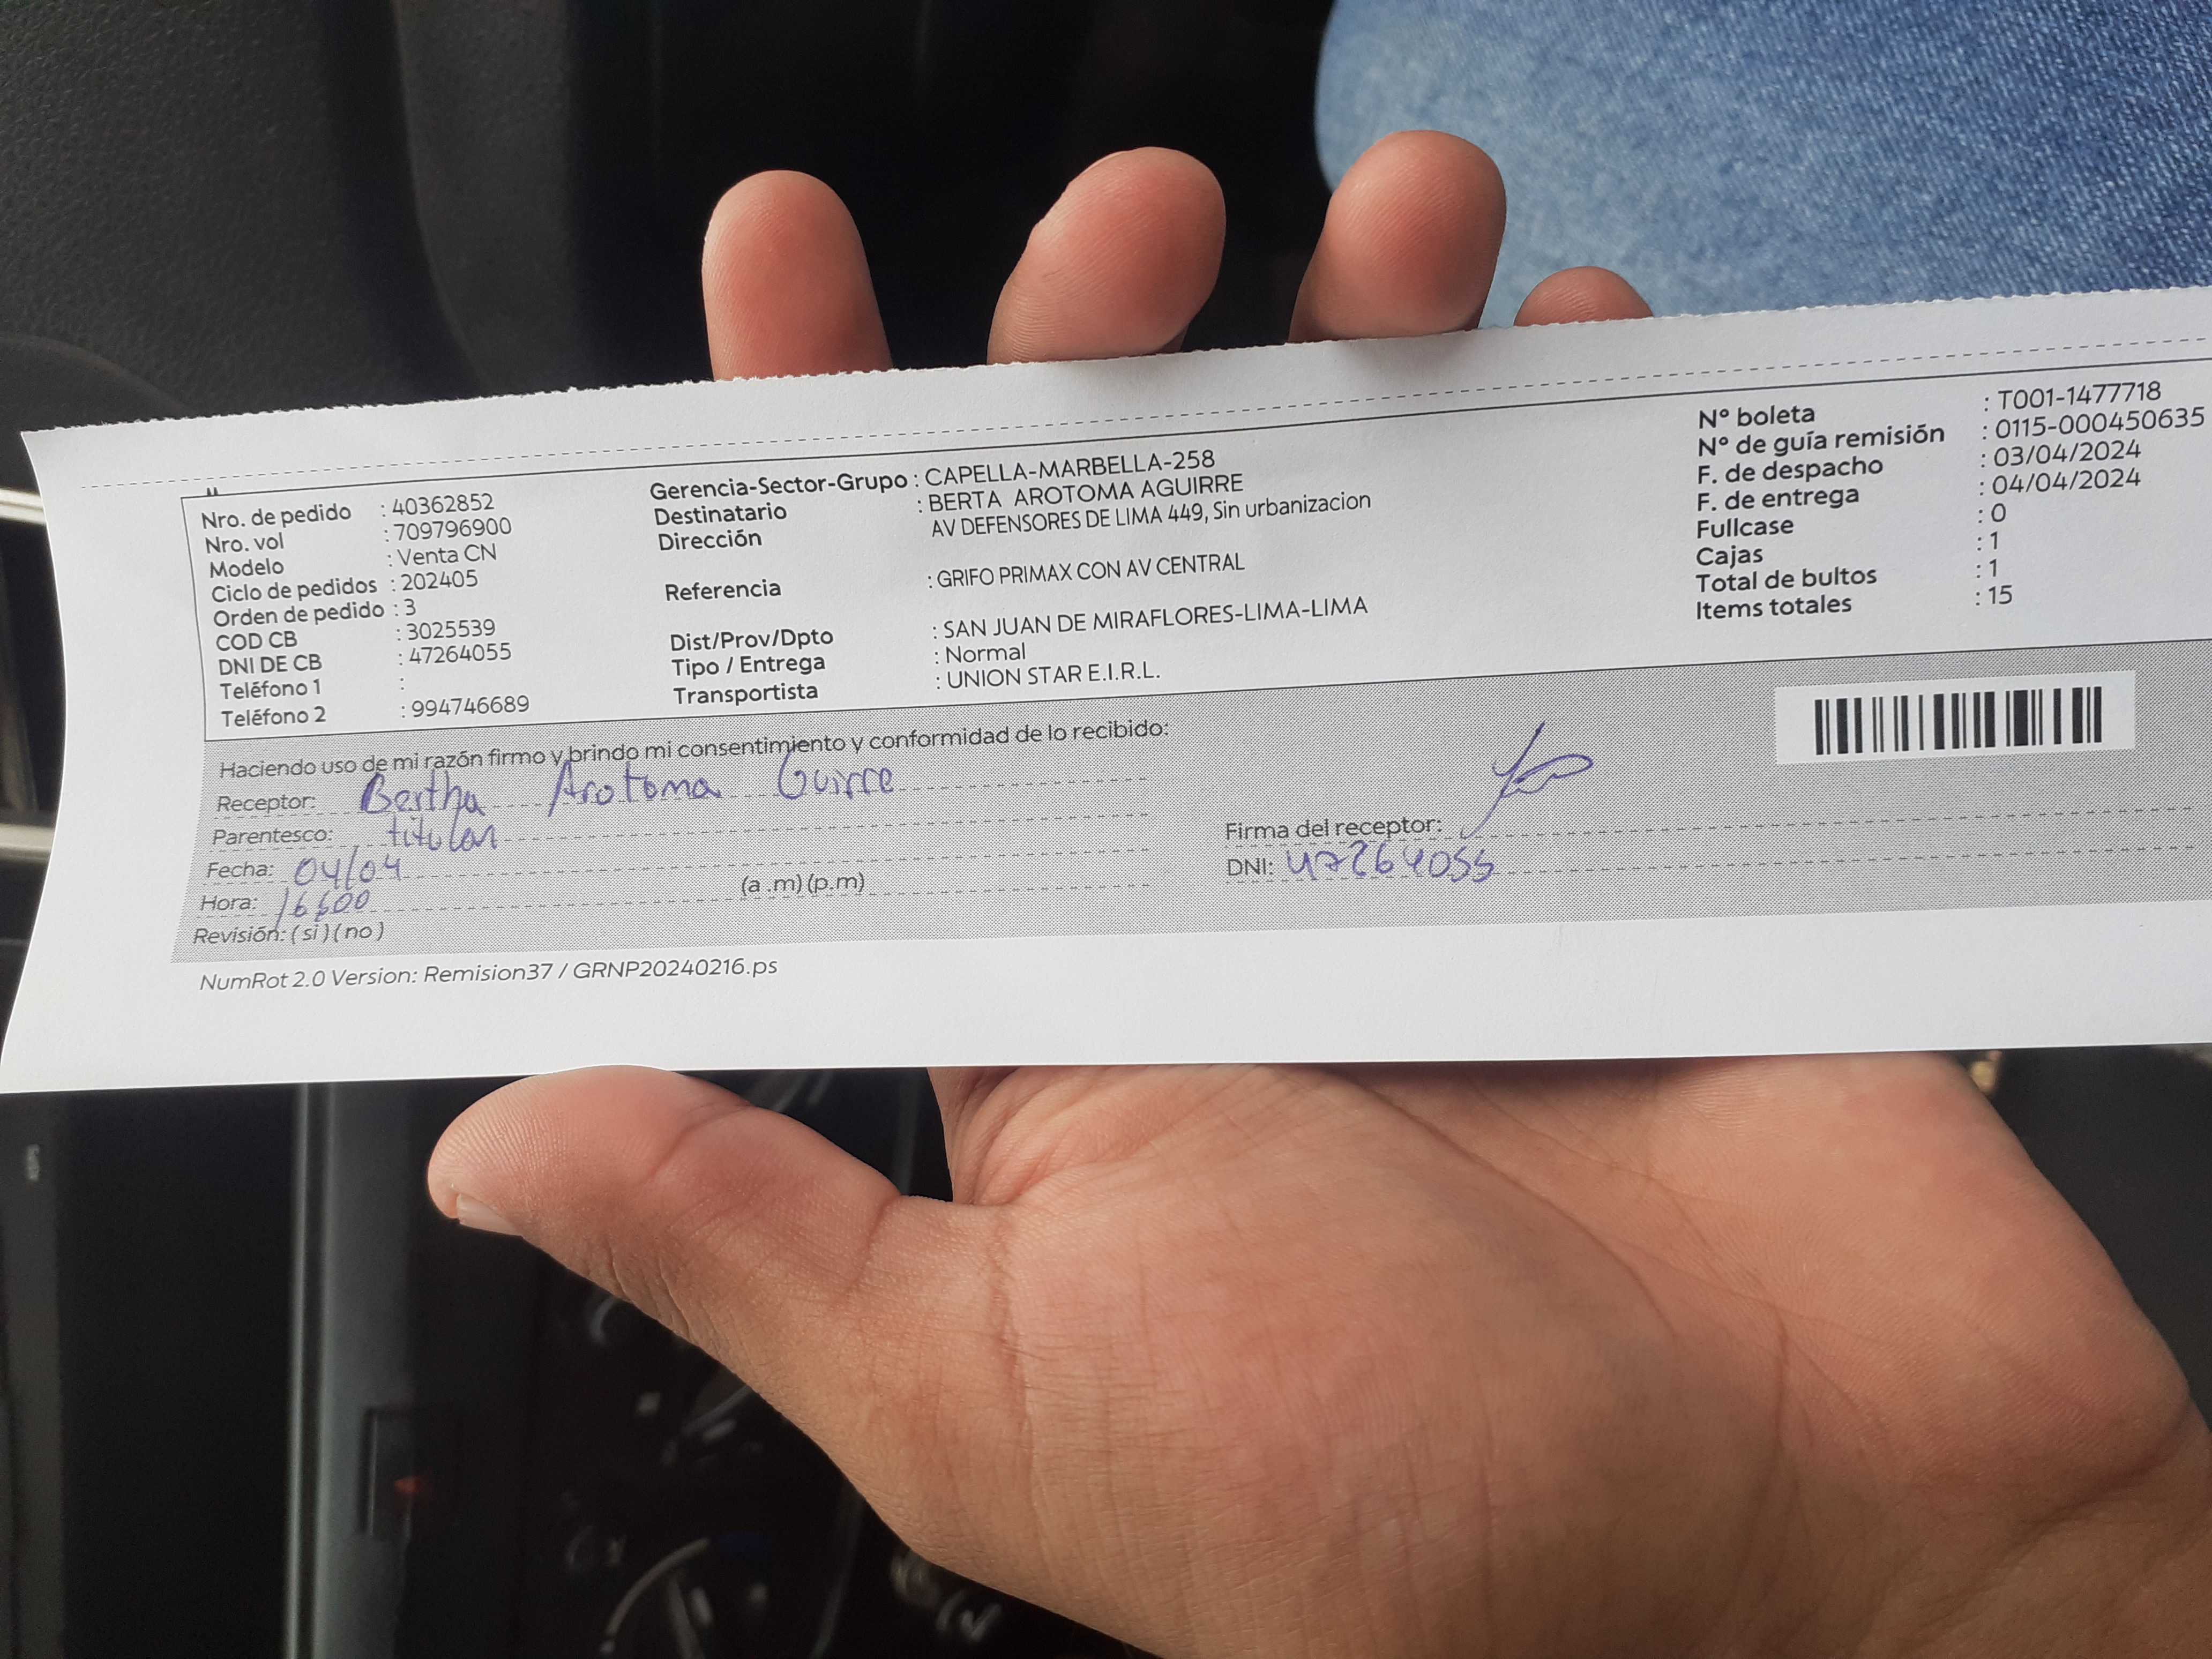 Nro. de pedido : 40362852
Nro. vol : 709796900
Modelo : Venta CN
Ciclo de pedidos : 202405
Orden de pedido : 3
COD CB : 3025539
DNI DE CB : 47264055
Teléfono 1 :
Teléfono 2 : 994746689
Gerencia-Sector-Grupo : CAPELLA-MARBELLA-258
Destinatario : BERTA AROTOMA AGUIRRE
Dirección AV DEFENSORES DE LIMA 449, Sin urbanizacion
Referencia : GRIFO PRIMAX CON AV CENTRAL
Dist/Prov/Dpto : SAN JUAN DE MIRAFLORES-LIMA-LIMA
Tipo / Entrega : Normal
Transportista : UNION STAR E.I.R.L.
Nº boleta : T001-1477718
Nº de guía remisión : 0115-000450635
F. de despacho : 03/04/2024
F. de entrega : 04/04/2024
Fullcase : 0
Cajas : 1
Total de bultos : 1
Items totales : 15
Haciendo uso de mi razón firmo y brindo mi consentimiento y conformidad de lo recibido:
Receptor: Bertha Arotoma Guirre
Parentesco: titular
Fecha: 04/04
Hora: (a .m) (p.m)
Revisión: ( si ) ( no )
Firma del receptor:
DNI: 47264055
NumRot 2.0 Version: Remision37 / GRNP20240216.ps